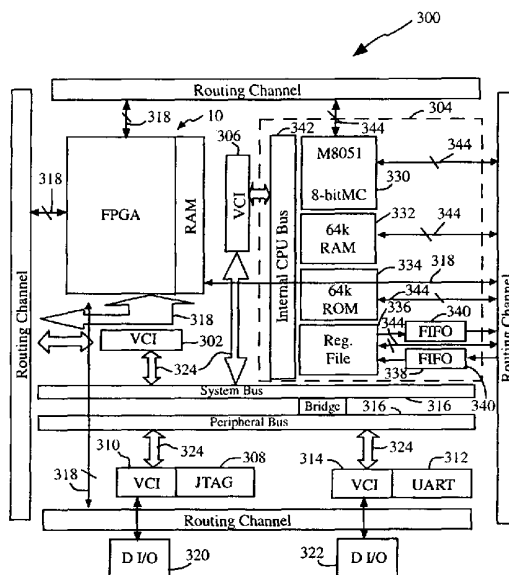 300
Routing Channel
318
10
306
342
344
304
M8051
8-bitMC
330
344
318
FPGA
RAM
VCI
Internal CPU Bus
64k
RAM
332
344
64k
ROM
334
318
344
336
340
Reg.
File
344
FIFO
FIFO
338
340
Routing Channel
Routing Channel
318
VCI
302
324
System Bus
Bridge
316
316
Peripheral Bus
310
324
308
314
324
312
318
VCI
JTAG
VCI
UART
Routing Channel
D I/O
320
322
D I/O